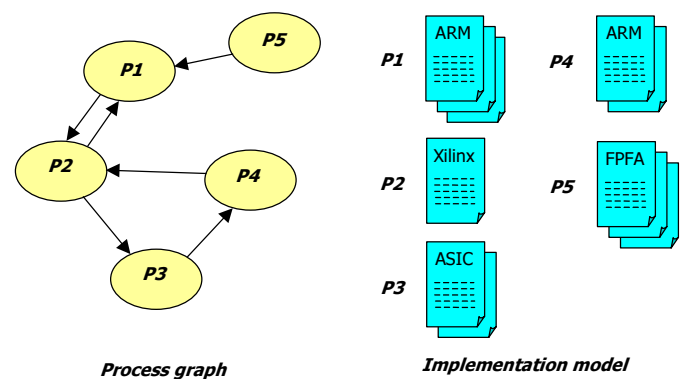 P5
P1
P2
P4
P3
Process graph
P1
ARM
P4
ARM
P2
Xilinx
P5
FPFA
P3
ASIC
Implementation model